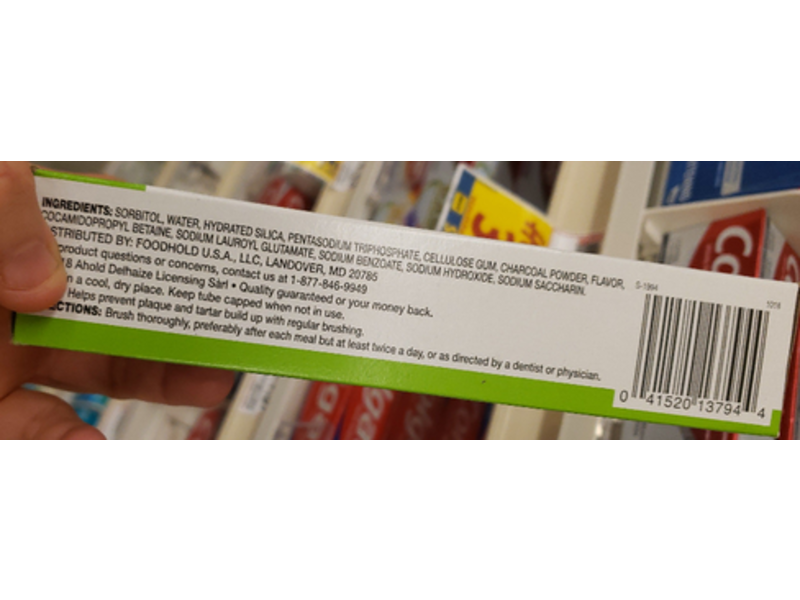 INGREDIENTS: SORBITOL, WATER, HYDRATED SILICA, PENTASODIUM TRIPHOSPHATE, CELLULOSE GUM, CHARCOAL POWDER, FLAVOR,
COCAMIDOPROPYL BETAINE, SODIUM LAUROYL GLUTAMATE, SODIUM BENZOATE, SODIUM HYDROXIDE, SODIUM SACCHARIN.
STRIBUTED BY: FOODHOLD U.S.A., LLC, LANDOVER, MD 20785
product questions or concerns, contact us at 1-877-846-9949
18 Ahold Delhaize Licensing Sàrl • Quality guaranteed or your money back.
n a cool, dry place. Keep tube capped when not in use.
Helps prevent plaque and tartar build up with regular brushing.
CTIONS: Brush thoroughly, preferably after each meal but at least twice a day, or as directed by a dentist or physician.
S-1994
1018
0 41520 13794 4
Co